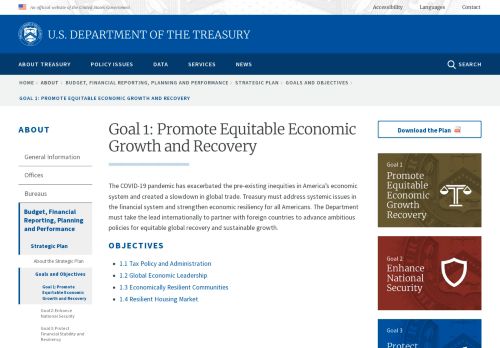 An official website of the United States Government
Accessibility
Languages
Contact
U.S. DEPARTMENT OF THE TREASURY
ABOUT TREASURY
POLICY ISSUES
DATA
SERVICES
NEWS
SEARCH
HOME › ABOUT › BUDGET, FINANCIAL REPORTING, PLANNING AND PERFORMANCE › STRATEGIC PLAN › GOALS AND OBJECTIVES ›
GOAL 1: PROMOTE EQUITABLE ECONOMIC GROWTH AND RECOVERY
ABOUT
General Information
Offices
Bureaus
Budget, Financial
Reporting, Planning
and Performance
Strategic Plan
About the Strategic Plan
Goals and Objectives
Goal 1: Promote
Equitable Economic
Growth and Recovery
Goal 2: Enhance
National Security
Goal 3: Protect
Financial Stability and
Resiliency
Goal 1: Promote Equitable Economic
Growth and Recovery
The COVID-19 pandemic has exacerbated the pre-existing inequities in America's economic
system and created a slowdown in global trade. Treasury must address systemic issues in
the financial system and strengthen economic resiliency for all Americans. The Department
must take the lead internationally to partner with foreign countries to advance ambitious
policies for equitable global recovery and sustainable growth.
OBJECTIVES
• 1.1 Tax Policy and Administration
• 1.2 Global Economic Leadership
• 1.3 Economically Resilient Communities
• 1.4 Resilient Housing Market
Download the Plan
Goal 1
Promote
Equitable
Economic
Growth
Recovery
Goal 2
Enhance
National
Security
Goal 3
Protect